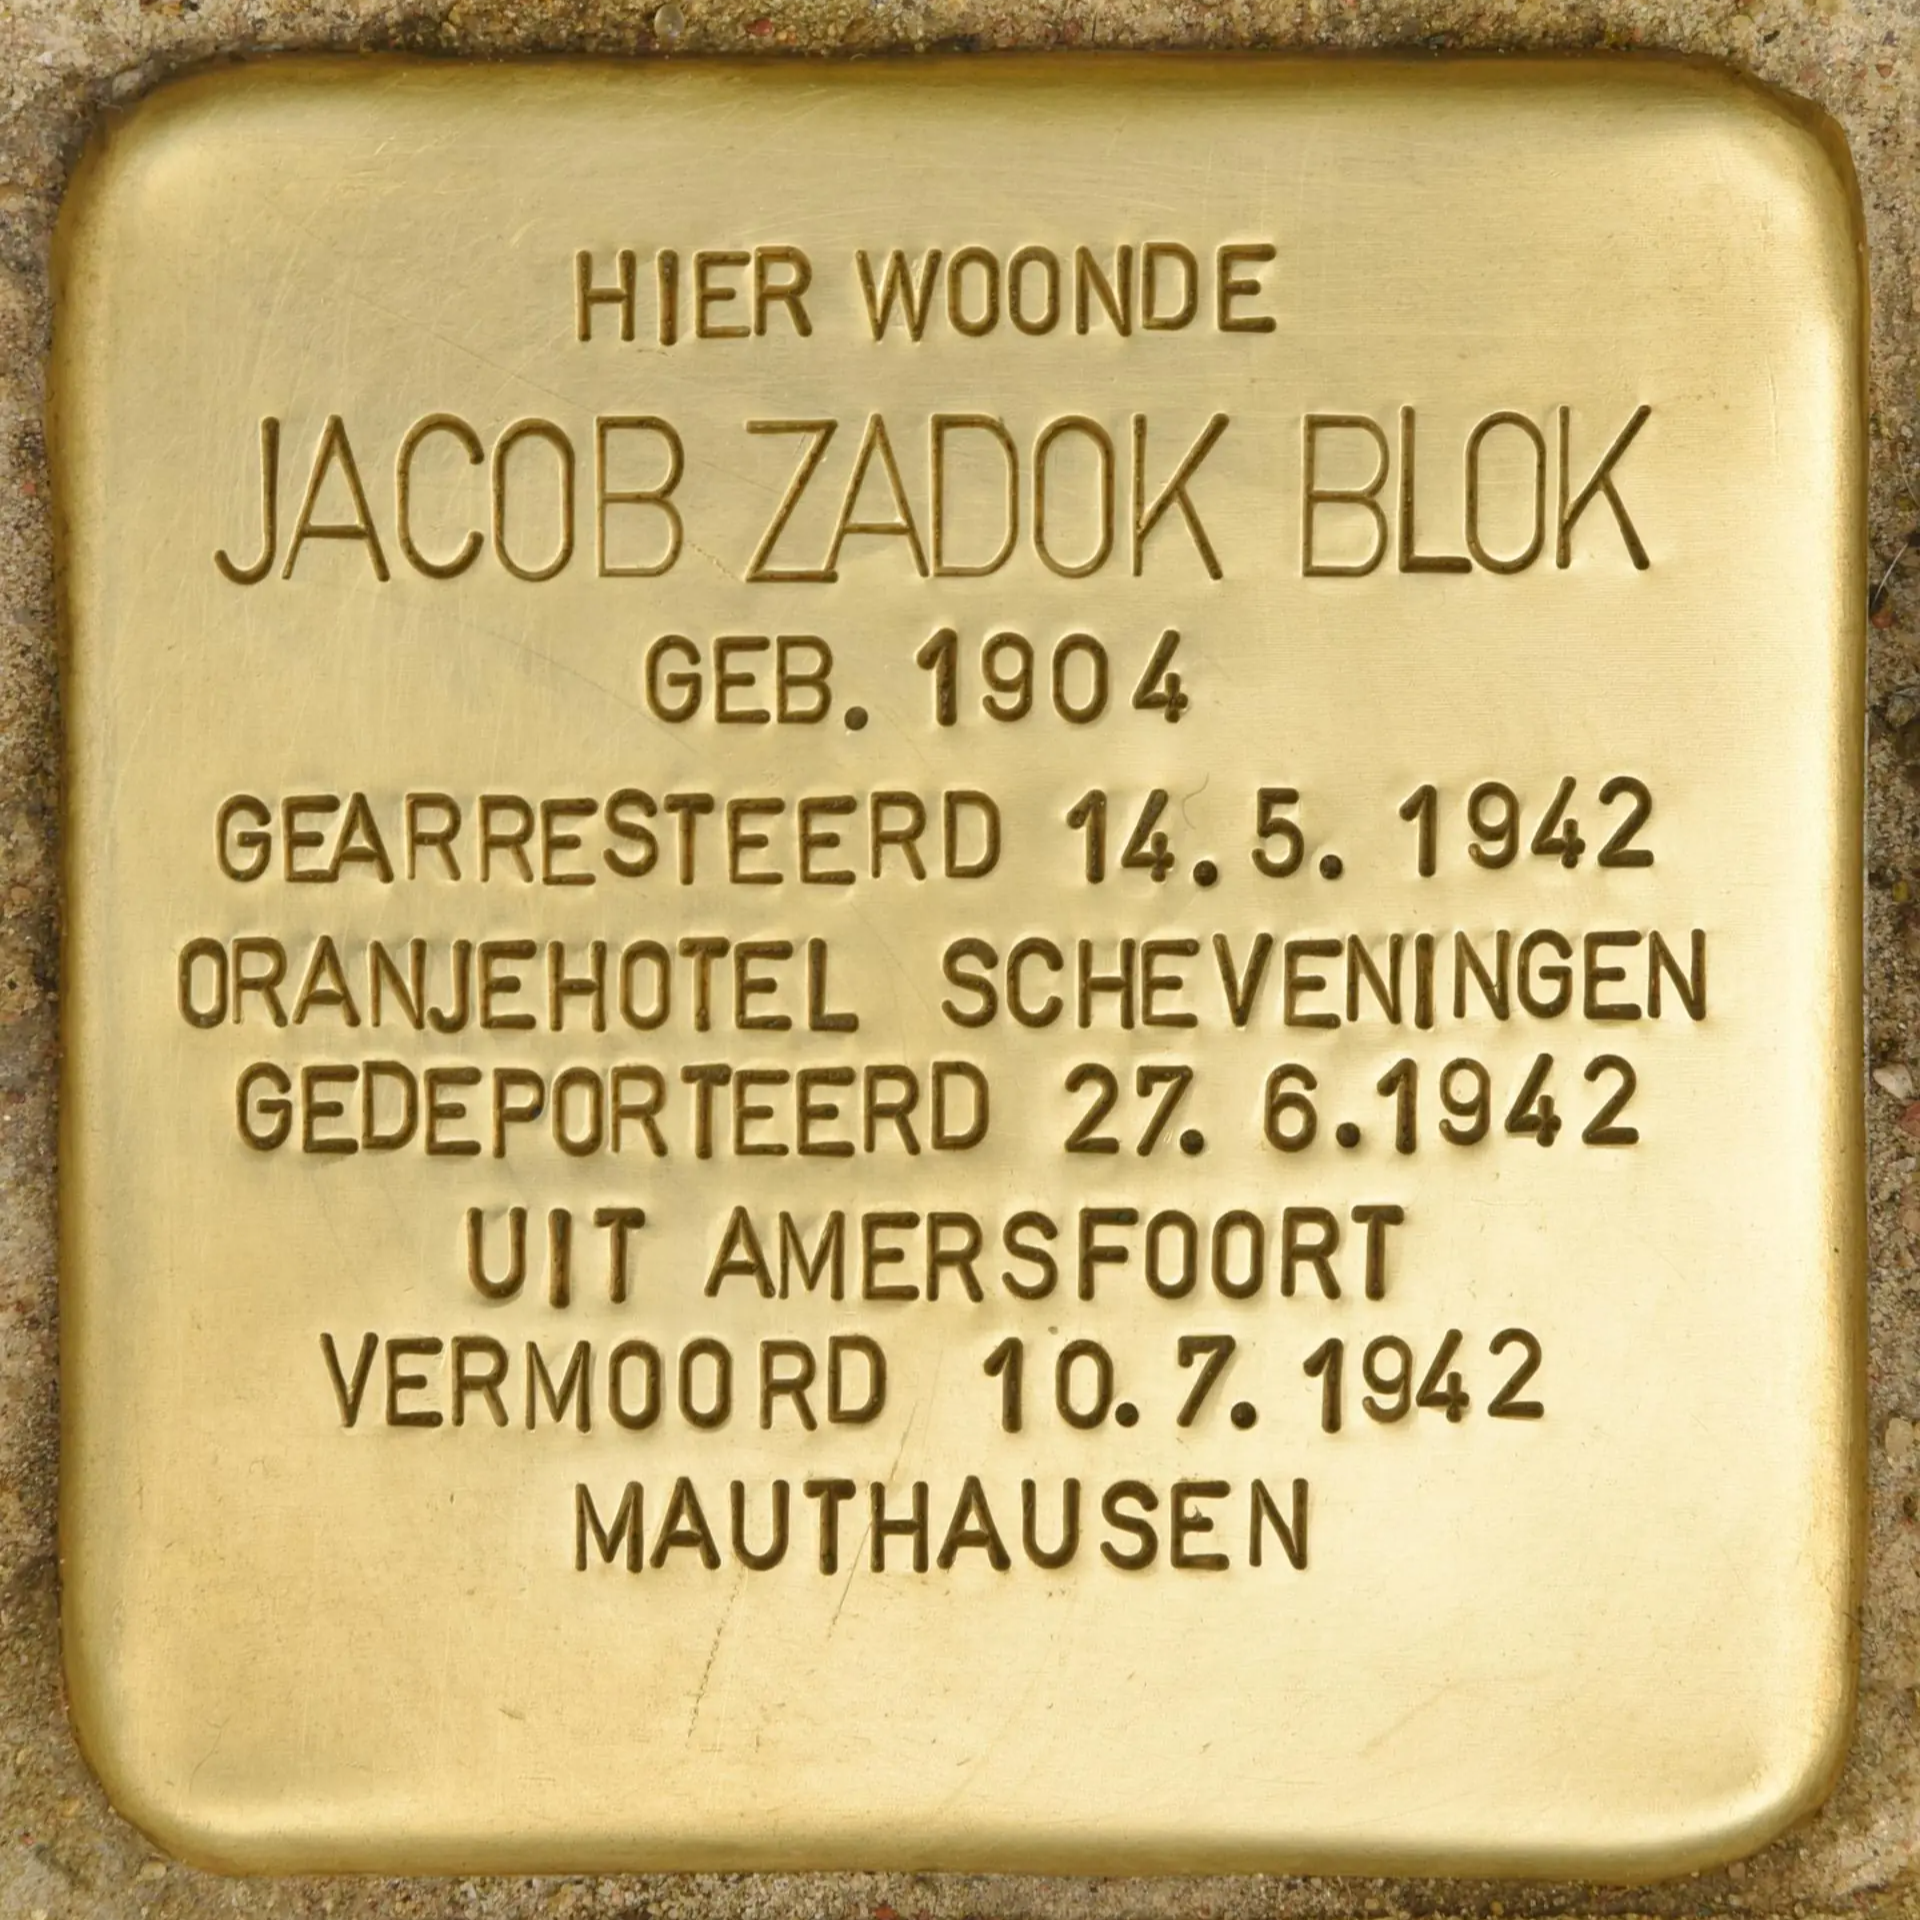 HIER WOONDE
JACOB ZADOK BLOK
GEB. 1904
GEARRESTEERD 14.5.1942
ORANJEHOTEL SCHEVENINGEN
GEDEPORTEERD 27.6.1942
UIT AMERSFOORT
VERMOORD 10.7.1942
MAUTHAUSEN